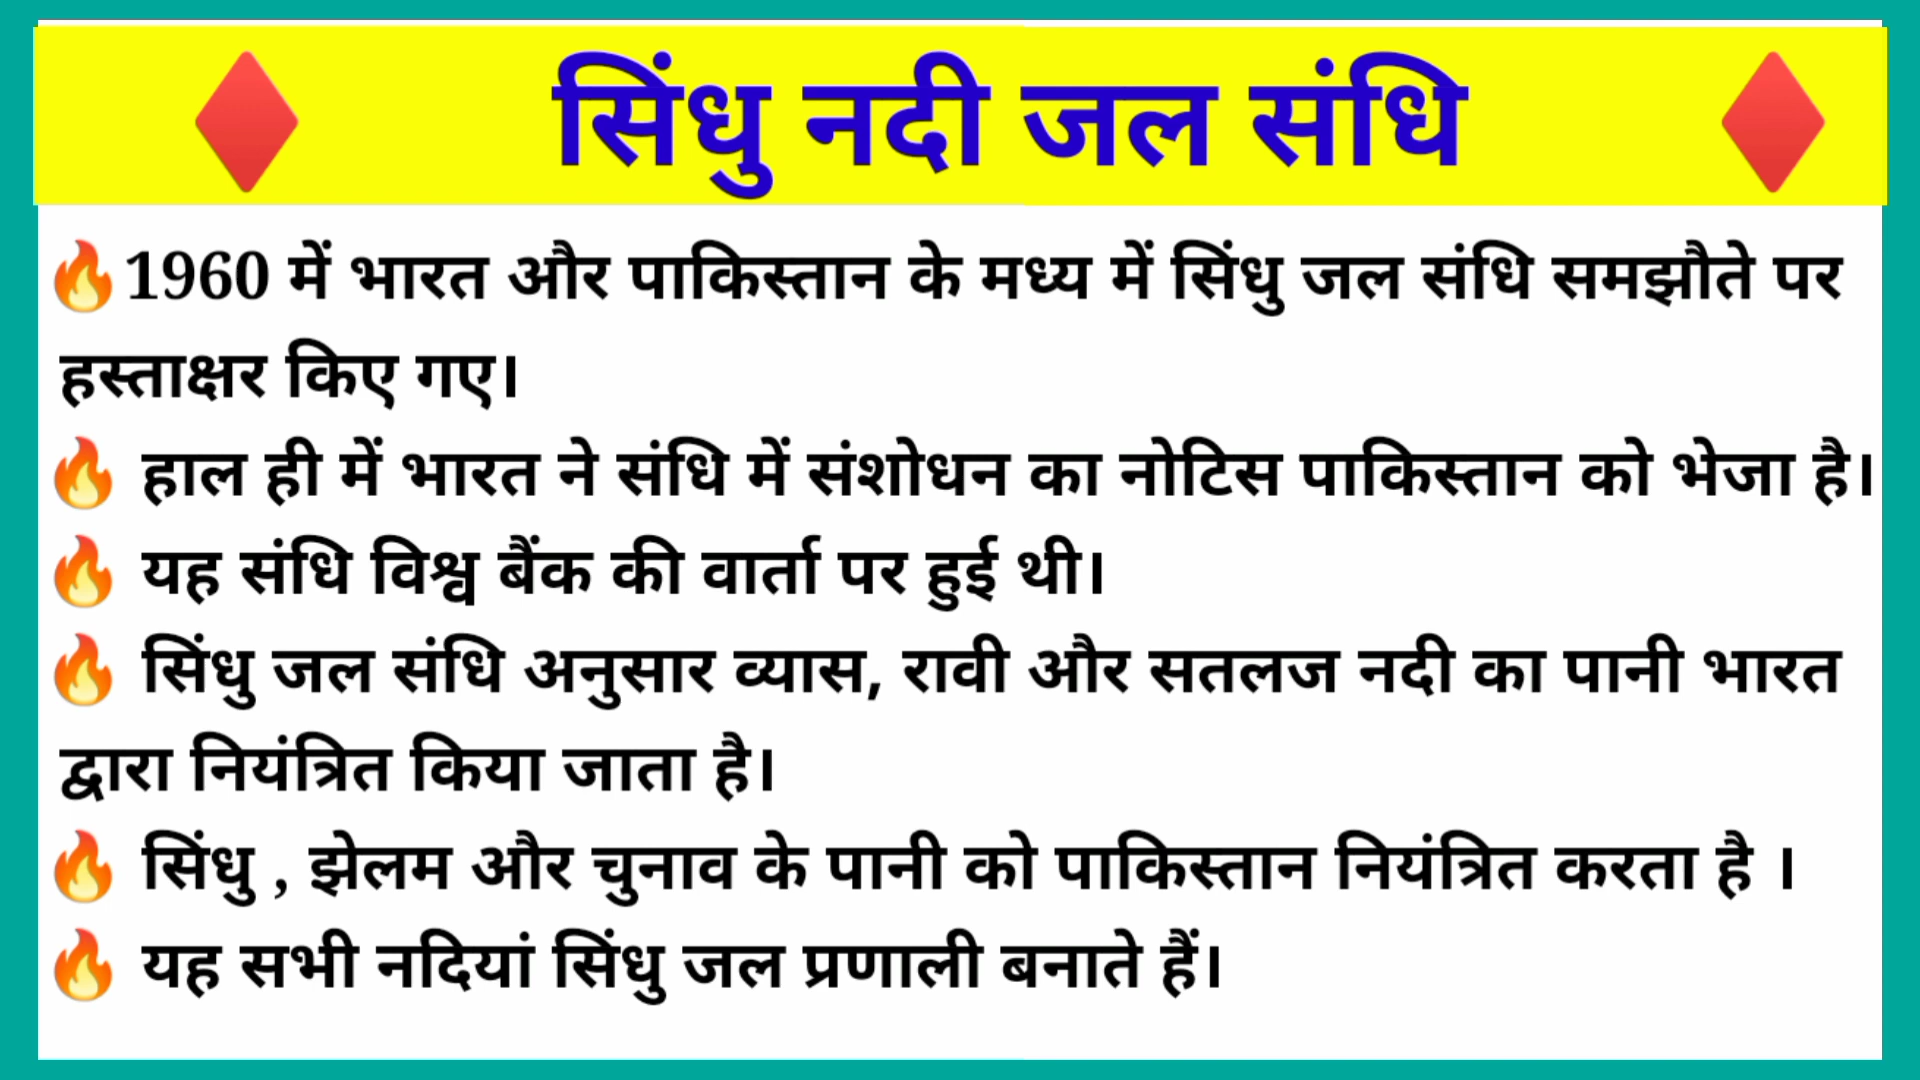 सिंधु नदी जल संधि
🔥1960 में भारत और पाकिस्तान के मध्य में सिंधु जल संधि समझौते पर
हस्ताक्षर किए गए।
🔥 हाल ही में भारत ने संधि में संशोधन का नोटिस पाकिस्तान को भेजा है।
🔥 यह संधि विश्व बैंक की वार्ता पर हुई थी।
🔥 सिंधु जल संधि अनुसार व्यास, रावी और सतलज नदी का पानी भारत
द्वारा नियंत्रित किया जाता है।
🔥 सिंधु , झेलम और चुनाव के पानी को पाकिस्तान नियंत्रित करता है ।
🔥 यह सभी नदियां सिंधु जल प्रणाली बनाते हैं।